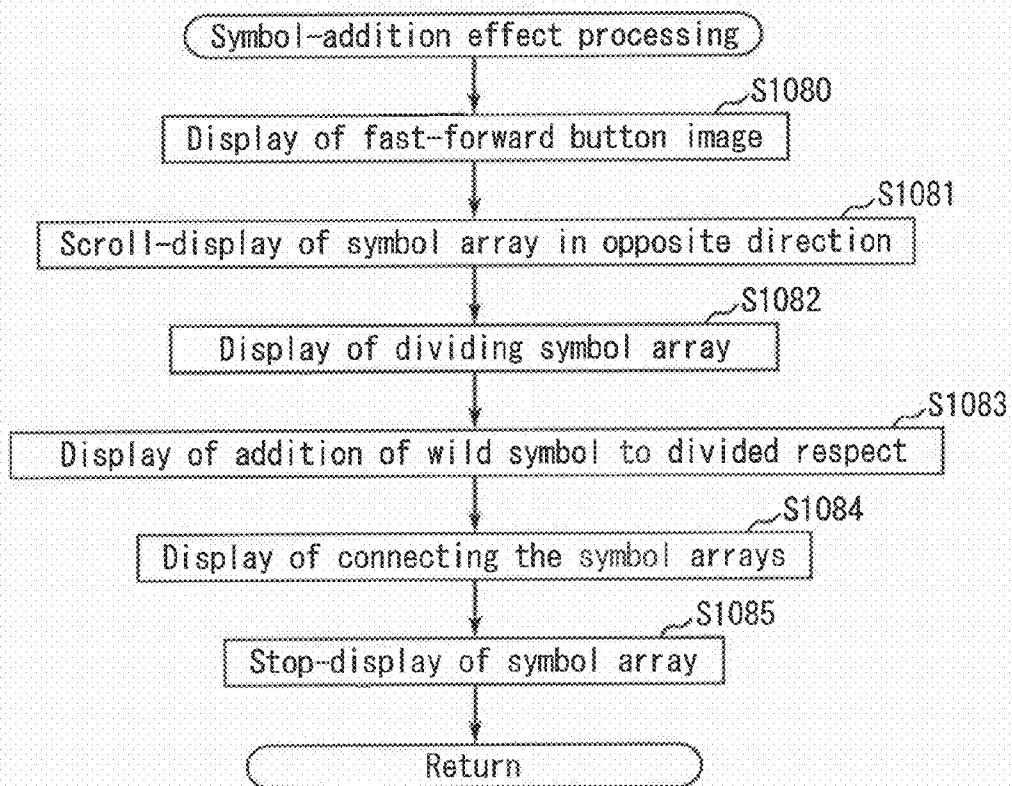 Symbol-addition effect processing
S1080
Display of fast-forward button image
S1081
Scroll-display of symbol array in opposite direction
S1082
Display of dividing symbol array
S1083
Display of addition of wild symbol to divided respect
S1084
Display of connecting the symbol arrays
S1085
Stop-display of symbol array
Return